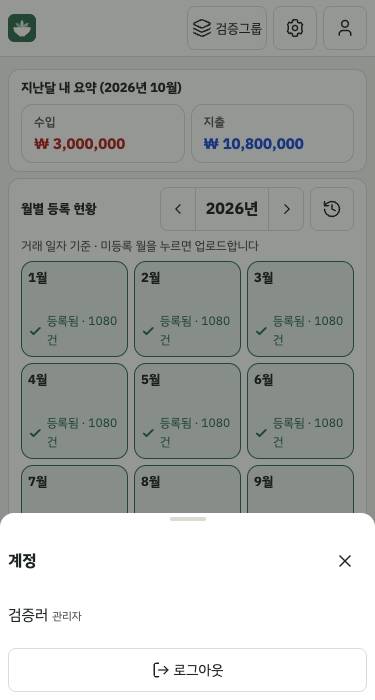 검증그룹
지난달 내 요약 (2026년 10월)
수입
₩ 3,000,000
지출
₩ 10,800,000
월별 등록 현황
2026년
거래 일자 기준 · 미등록 월을 누르면 업로드합니다
1월
등록됨 · 1080
건
2월
등록됨 · 1080
건
3월
등록됨 · 1080
건
4월
등록됨 · 1080
건
5월
등록됨 · 1080
건
6월
등록됨 · 1080
건
7월
8월
9월
계정
검증러 관리자
로그아웃